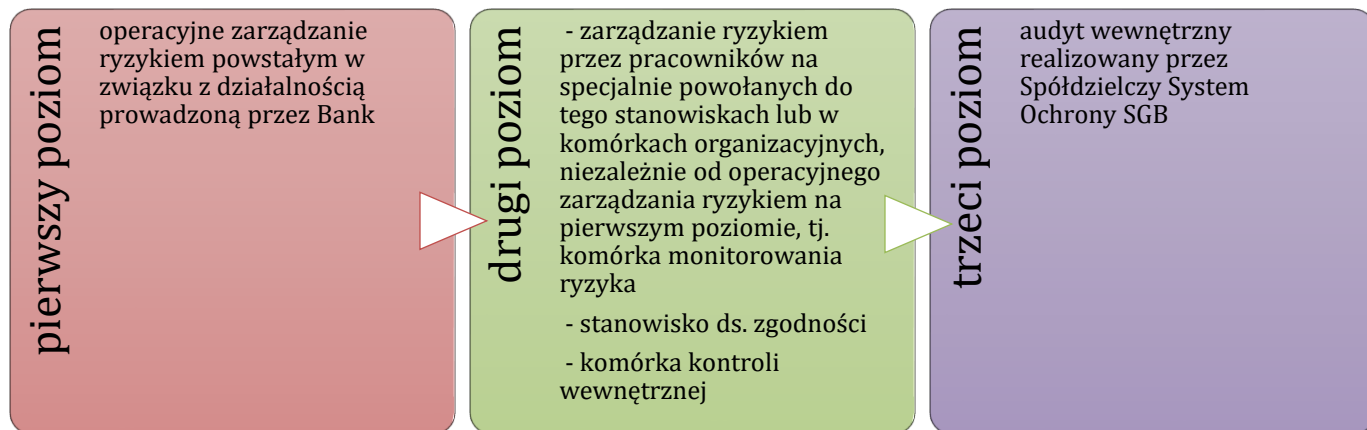 pierwszy poziom
operacyjne zarządzanie
ryzykiem powstałym w
związku z działalnością
prowadzoną przez Bank
drugi poziom
- zarządzanie ryzykiem
przez pracowników na
specjalnie powołanych do
tego stanowiskach lub w
komórkach organizacyjnych,
niezależnie od operacyjnego
zarządzania ryzykiem na
pierwszym poziomie, tj.
komórka monitorowania
ryzyka
- stanowisko ds. zgodności
- komórka kontroli
wewnętrznej
trzeci poziom
audyt wewnętrzny
realizowany przez
Spółdzielczy System
Ochrony SGB